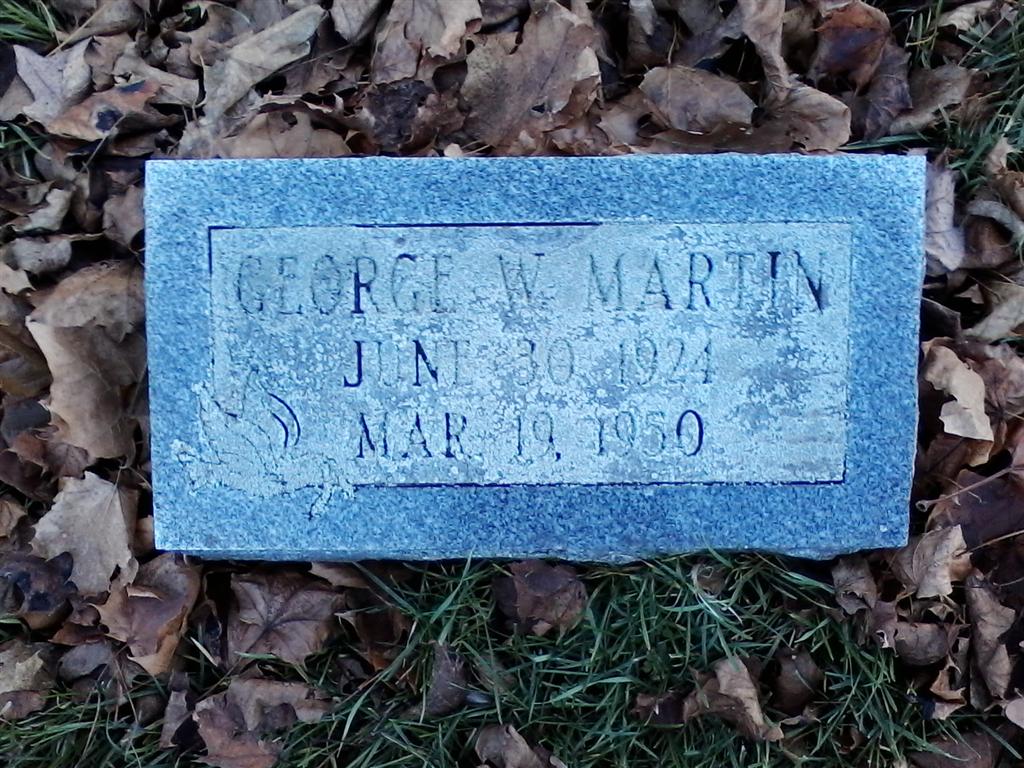 GEORGE W. MARTIN
JUNE 30 1924
MAR. 19, 1950